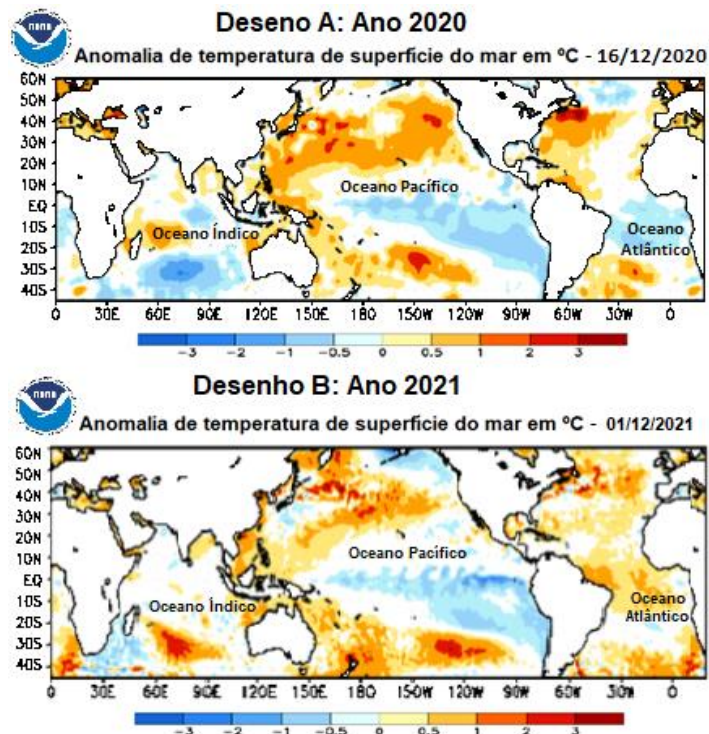 Deseno A: Ano 2020
Anomalia de temperatura de superficie do mar em ºC - 16/12/2020
60N
50N
40N
30N
20N
10N
EQ
10S
20S
30S
40S
Oceano Pacífico
Oceano Índico
Oceano
Atlântico
0 30E 60E 90E 120E 150E 180 150W 120W 90W 60W 30W 0
-3 -2 -1 -0.5 0 0.5 1 2 3
Desenho B: Ano 2021
Anomalia de temperatura de superficie do mar em ºC - 01/12/2021
60N
50N
40N
30N
20N
10N
EQ
10S
20S
30S
40S
Oceano Pacífico
Oceano Índico
Oceano
Atlântico
0 30E 60E 90E 120E 150E 180 150W 120W 90W 60W 30W 0
-3 -2 -1 -0.5 0 0.5 1 2 3